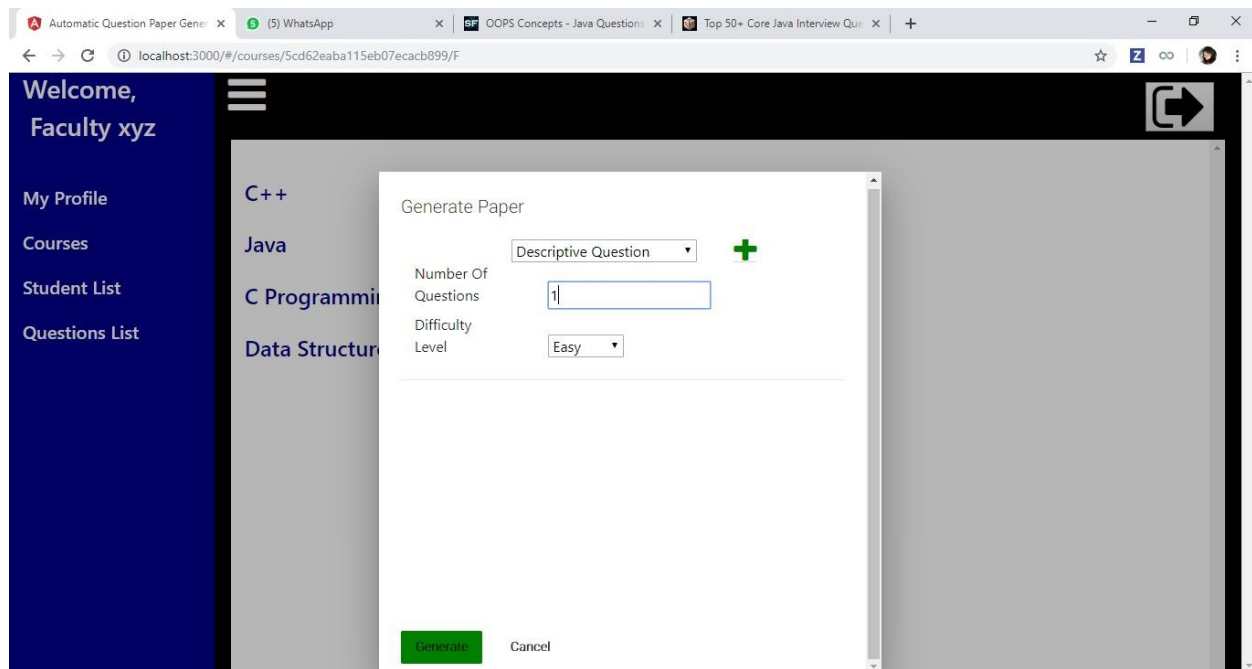 Automatic Question Paper Gener
(5) WhatsApp
SF OOPS Concepts - Java Questions
Top 50+ Core Java Interview Que
localhost:3000/#/courses/5cd62eaba115eb07ecacb899/F
Z
Welcome,
Faculty xyz
My Profile
Courses
Student List
Questions List
C++
Java
C Programmi
Data Structur
Generate Paper
Descriptive Question
Number Of
Questions
1
Difficulty
Level
Easy
Generate
Cancel